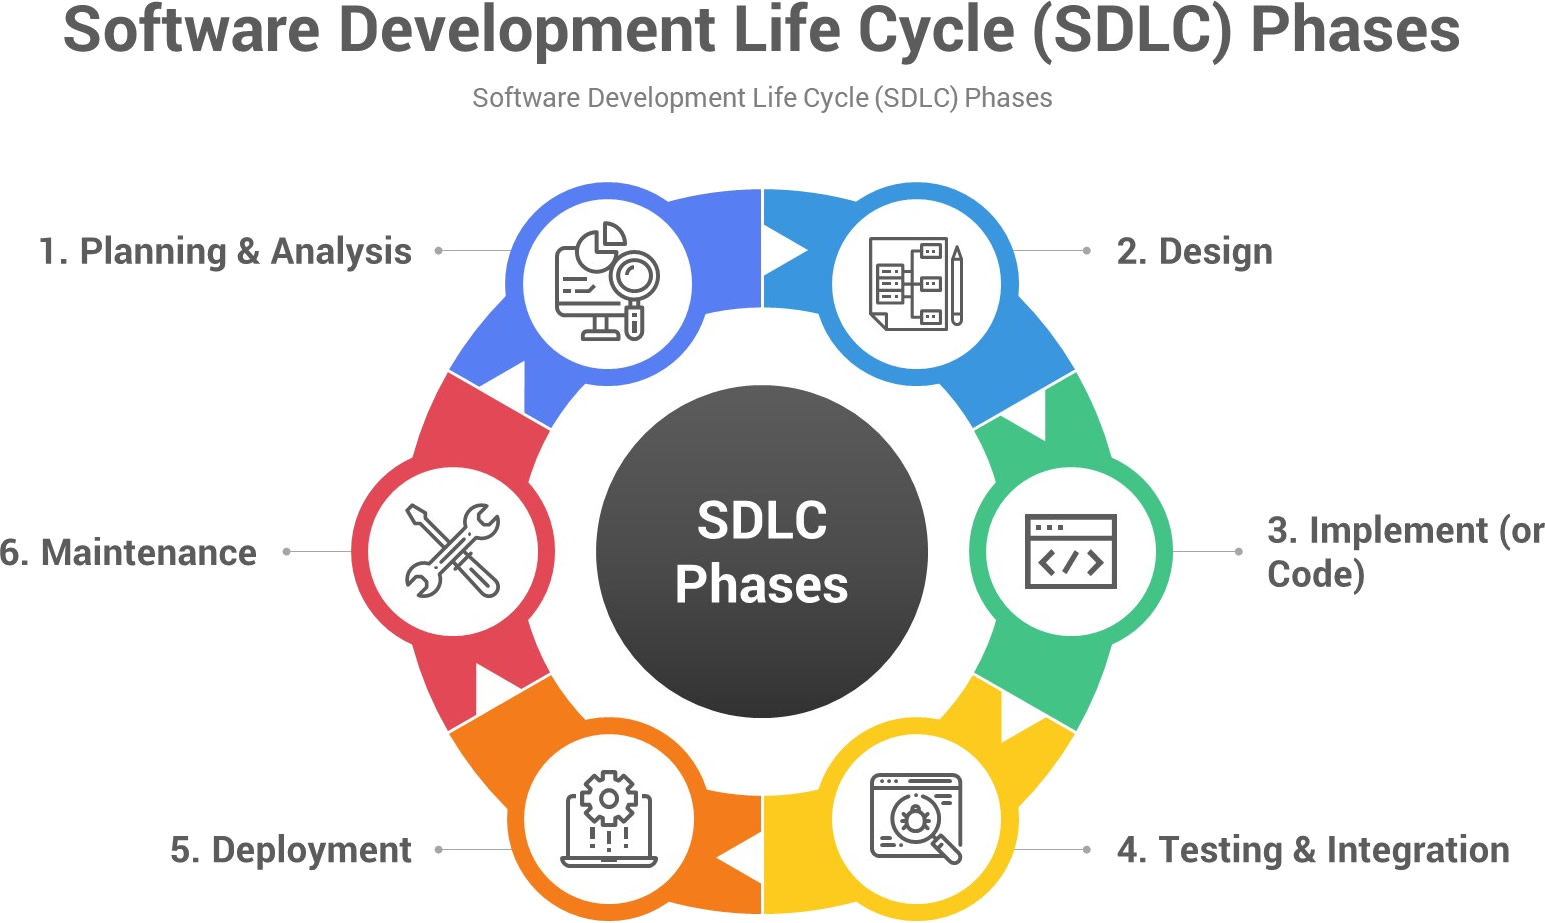 Software Development Life Cycle (SDLC) Phases
Software Development Life Cycle (SDLC) Phases
1. Planning & Analysis
2. Design
3. Implement (or
Code)
4. Testing & Integration
5. Deployment
6. Maintenance
SDLC
Phases